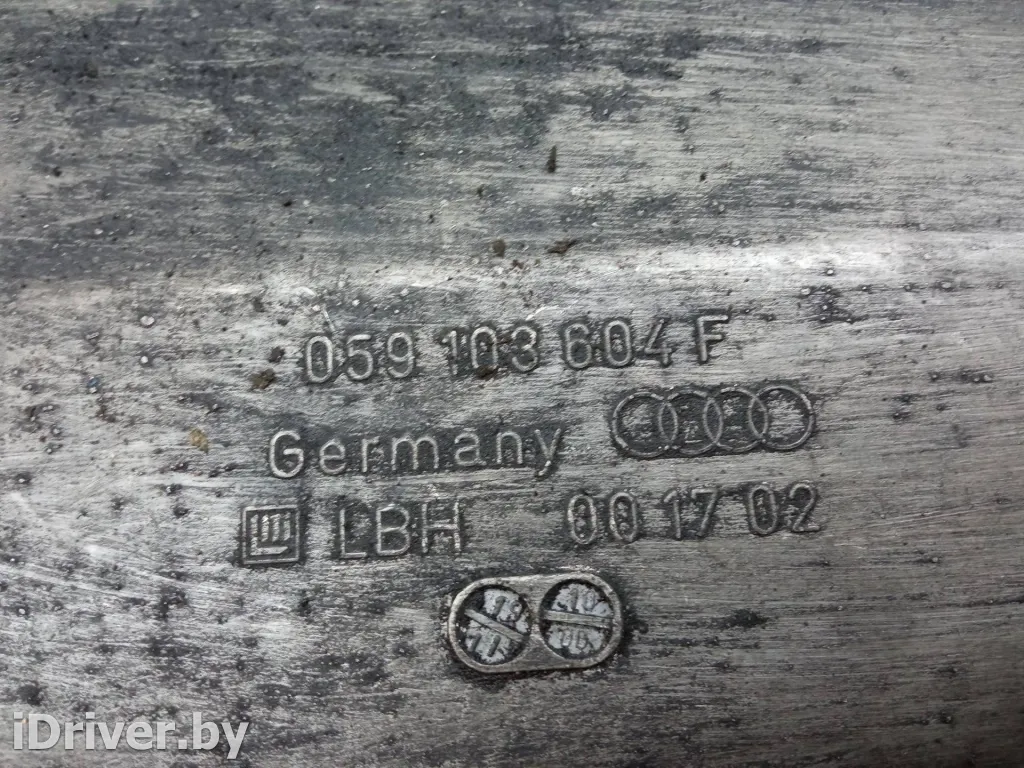 059 103 604 F
Germany
LBH 00 17 02
iDriver.by